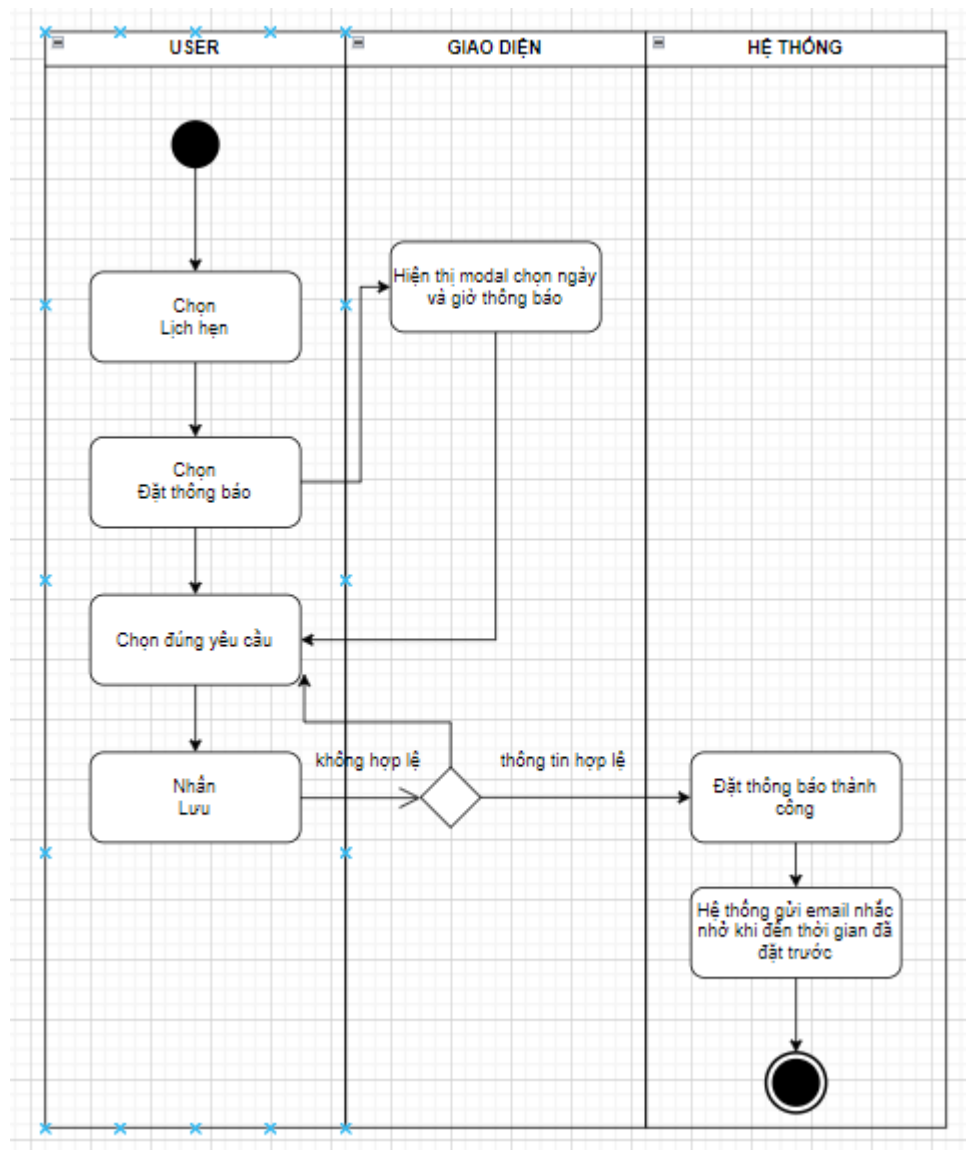 USER
GIAO DIỆN
HỆ THỐNG
Hiện thị modal chọn ngày
và giờ thông báo
Chọn
Lịch hẹn
Chọn
Đặt thông báo
Chọn đúng yêu cầu
không hợp lệ
thông tin hợp lệ
Nhấn
Lưu
Đặt thông báo thành
công
Hệ thống gửi email nhắc
nhở khi đến thời gian đã
đặt trước